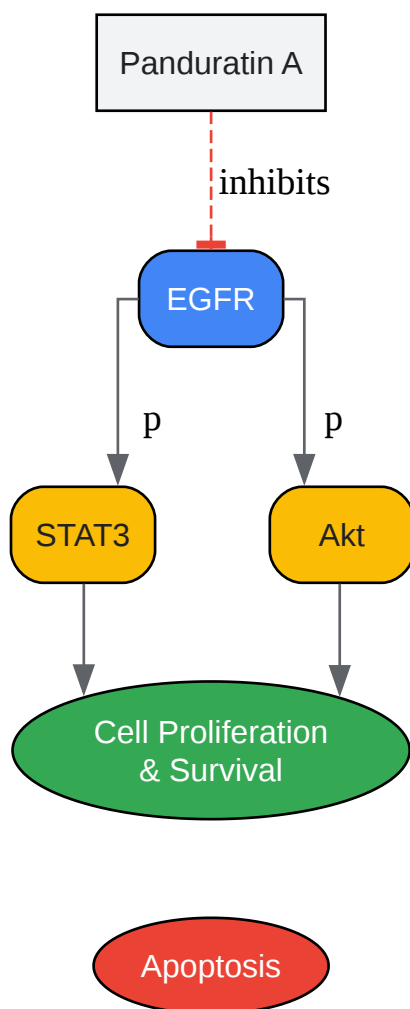 Panduratin A
inhibits
EGFR
p
p
STAT3
Akt
Cell Proliferation
& Survival
Apoptosis